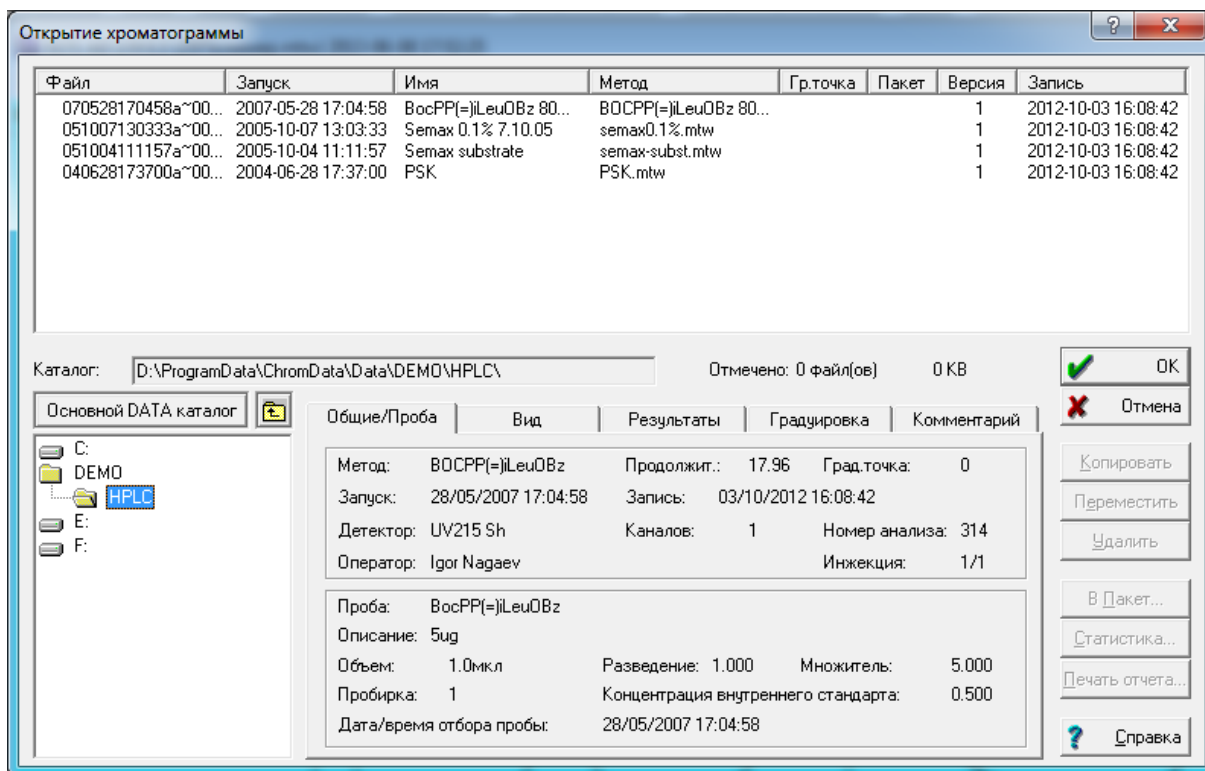 Открытие хроматограммы
Файл Запуск Имя Метод Гр.точка Пакет Версия Запись
070528170458a~00... 2007-05-28 17:04:58 BocPP(=)iLeuOBz 80... BOCPP(=)iLeuOBz 80... 1 2012-10-03 16:08:42
051007130333a~00... 2005-10-07 13:03:33 Semax 0.1% 7.10.05 semax0.1%.mtw 1 2012-10-03 16:08:42
051004111157a~00... 2005-10-04 11:11:57 Semax substrate semax-subst.mtw 1 2012-10-03 16:08:42
040628173700a~00... 2004-06-28 17:37:00 PSK PSK.mtw 1 2012-10-03 16:08:42
Каталог: D:\ProgramData\ChromData\Data\DEMO\HPLC\ Отмечено: 0 файл(ов) 0 KB
OK
Отмена
Копировать
Переместить
Удалить
В Пакет...
Статистика...
Печать отчета...
Справка
Основной DATA каталог
C:
DEMO
HPLC
E:
F:
Общие/Проба Вид Результаты Градуировка Комментарий
Метод: BOCPP(=)iLeuOBz Продолжит.: 17.96 Град.точка: 0
Запуск: 28/05/2007 17:04:58 Запись: 03/10/2012 16:08:42
Детектор: UV215 Sh Каналов: 1 Номер анализа: 314
Оператор: Igor Nagaev Инжекция: 1/1
Проба: BocPP(=)iLeuOBz
Описание: 5ug
Объем: 1.0мкл Разведение: 1.000 Множитель: 5.000
Пробирка: 1 Концентрация внутреннего стандарта: 0.500
Дата/время отбора пробы: 28/05/2007 17:04:58